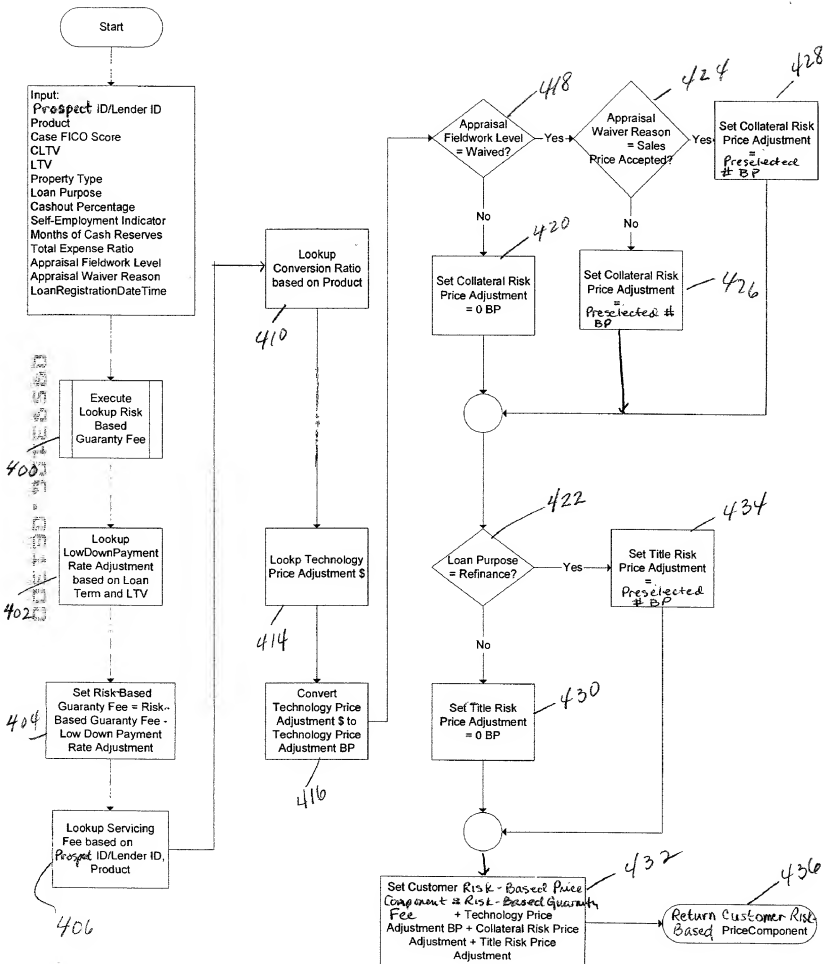 Start
Input:
Prospect ID/Lender ID
Product
Case FICO Score
CLTV
LTV
Property Type
Loan Purpose
Cashout Percentage
Self-Employment Indicator
Months of Cash Reserves
Total Expense Ratio
Appraisal Fieldwork Level
Appraisal Waiver Reason
LoanRegistrationDateTime
Execute
Lookup Risk
Based
Guaranty Fee
400
Lookup
LowDownPayment
Rate Adjustment
based on Loan
Term and LTV
402
Set Risk-Based
Guaranty Fee = Risk-
Based Guaranty Fee -
Low Down Payment
Rate Adjustment
404
Lookup Servicing
Fee based on
Prospet ID/Lender ID,
Product
406
Lookup
Conversion Ratio
based on Product
410
Lookp Technology
Price Adjustment $
414
Convert
Technology Price
Adjustment $ to
Technology Price
Adjustment BP
416
418
Appraisal
Fieldwork Level
= Waived?
Yes
No
420
Set Collateral Risk
Price Adjustment
= 0 BP
424
Appraisal
Waiver Reason
= Sales
Price Accepted?
Yes
No
Set Collateral Risk
Price Adjustment
=
Preselected #
BP
426
428
Set Collateral Risk
Price Adjustment
=
Preselected
# BP
422
Loan Purpose
= Refinance?
Yes
No
434
Set Title Risk
Price Adjustment
=
Preselected
# BP
430
Set Title Risk
Price Adjustment
= 0 BP
432
Set Customer Risk-Based Price
Component = Risk-Based Guaranty
Fee + Technology Price
Adjustment BP + Collateral Risk Price
Adjustment + Title Risk Price
Adjustment
436
Return Customer Risk
Based PriceComponent